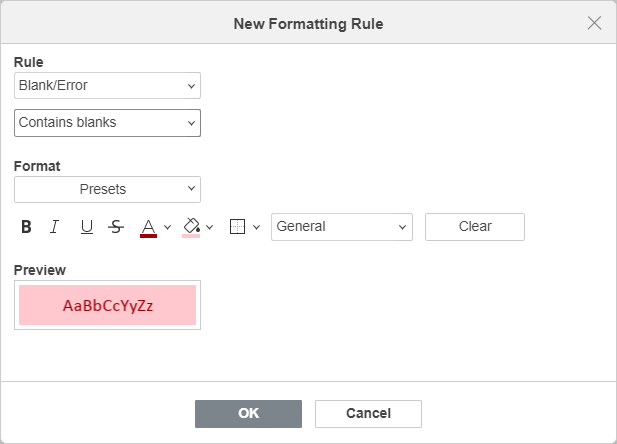 New Formatting Rule
Rule
Blank/Error
Contains blanks
Format
Presets
B I U S A General Clear
Preview
AaBbCcYyZz
OK Cancel